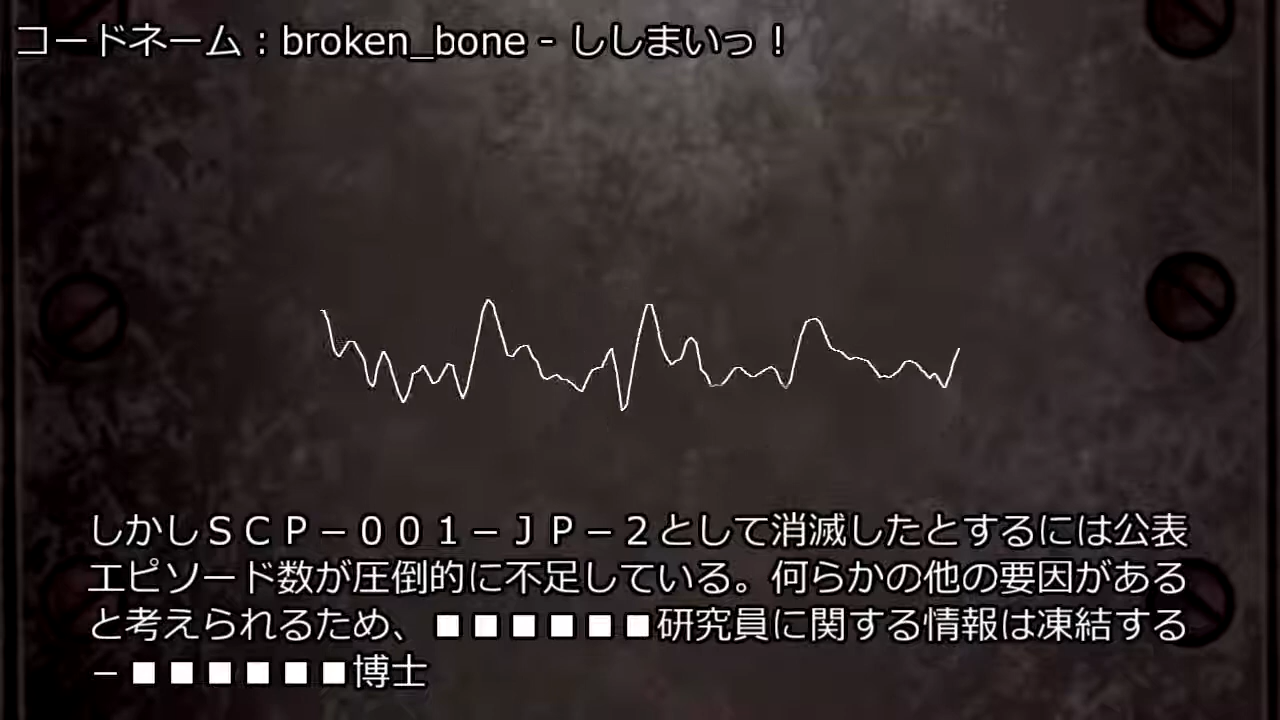 コードネーム：broken_bone - ししまいっ！
しかしＳＣＰ－００１－ＪＰ－２として消滅したとするには公表
エピソード数が圧倒的に不足している。何らかの他の要因がある
と考えられるため、■■■■■■研究員に関する情報は凍結する
－■■■■■■博士